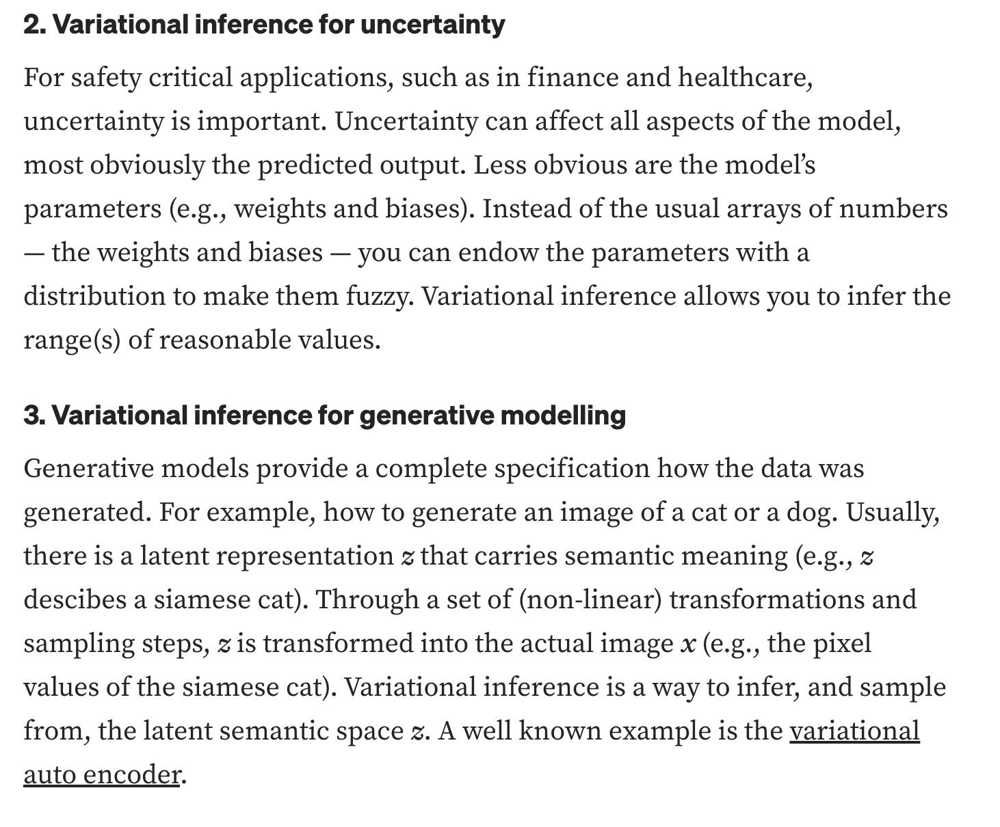 2. Variational inference for uncertainty
For safety critical applications, such as in finance and healthcare,
uncertainty is important. Uncertainty can affect all aspects of the model,
most obviously the predicted output. Less obvious are the model’s
parameters (e.g., weights and biases). Instead of the usual arrays of numbers
— the weights and biases — you can endow the parameters with a
distribution to make them fuzzy. Variational inference allows you to infer the
range(s) of reasonable values.
3. Variational inference for generative modelling
Generative models provide a complete specification how the data was
generated. For example, how to generate an image of a cat or a dog. Usually,
there is a latent representation z that carries semantic meaning (e.g., z
descibes a siamese cat). Through a set of (non-linear) transformations and
sampling steps, z is transformed into the actual image x (e.g., the pixel
values of the siamese cat). Variational inference is a way to infer, and sample
from, the latent semantic space z. A well known example is the variational
auto encoder.